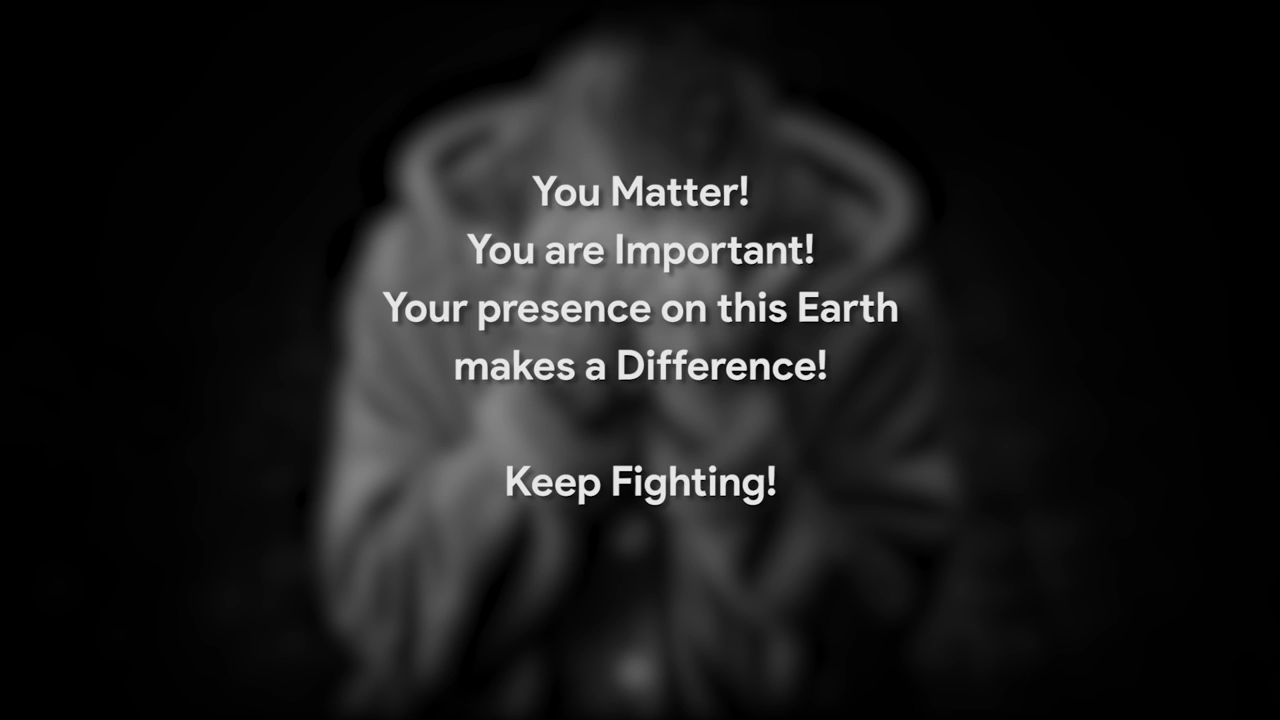 You Matter!
You are Important!
Your presence on this Earth
makes a Difference!
Keep Fighting!